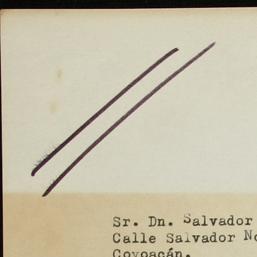 Sr. Dn. Salvador
Calle Salvador No
Coyoacán.